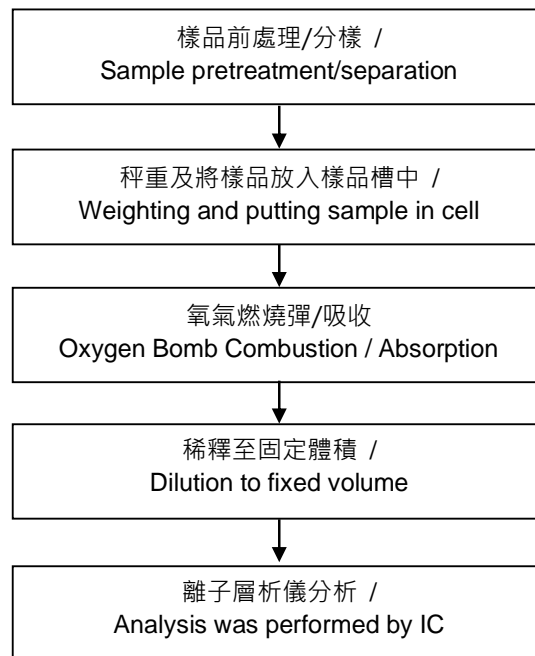 樣品前處理/分樣 /
Sample pretreatment/separation
秤重及將樣品放入樣品槽中 /
Weighting and putting sample in cell
氧氣燃燒彈/吸收
Oxygen Bomb Combustion / Absorption
稀釋至固定體積 /
Dilution to fixed volume
離子層析儀分析 /
Analysis was performed by IC